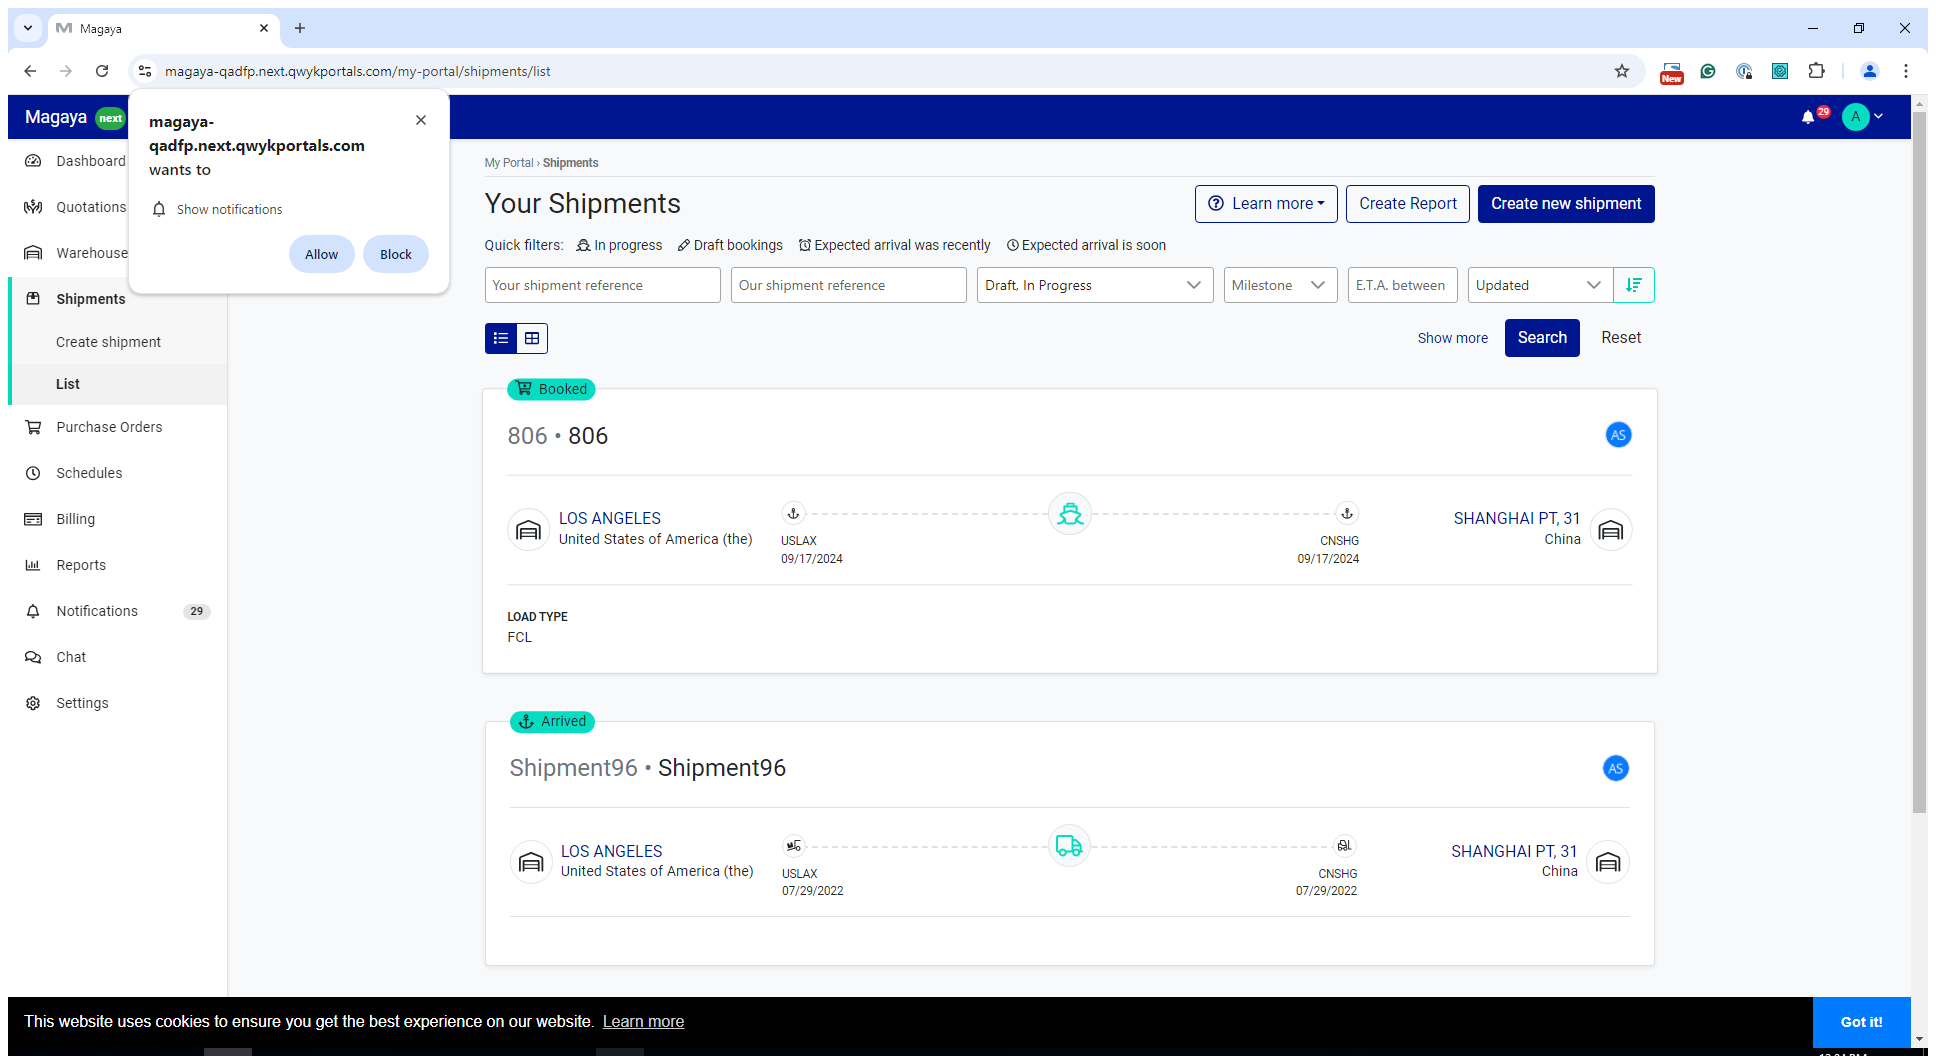 Magaya
magaya-qadfp.next.qwykportals.com/my-portal/shipments/list
New
Magaya next
29
A
magaya-
qadfp.next.qwykportals.com
wants to
Show notifications
Allow Block
Dashboard
Quotations
Warehouse
Shipments
Create shipment
List
Purchase Orders
Schedules
Billing
Reports
Notifications 29
Chat
Settings
My Portal › Shipments
Your Shipments
Learn more
Create Report
Create new shipment
Quick filters: In progress Draft bookings Expected arrival was recently Expected arrival is soon
Your shipment reference Our shipment reference Draft, In Progress Milestone E.T.A. between Updated
Show more Search Reset
Booked
806 • 806
AS
LOS ANGELES
United States of America (the)
USLAX
09/17/2024
CNSHG
09/17/2024
SHANGHAI PT, 31
China
LOAD TYPE
FCL
Arrived
Shipment96 • Shipment96
AS
LOS ANGELES
United States of America (the)
USLAX
07/29/2022
CNSHG
07/29/2022
SHANGHAI PT, 31
China
This website uses cookies to ensure you get the best experience on our website. Learn more
Got it!